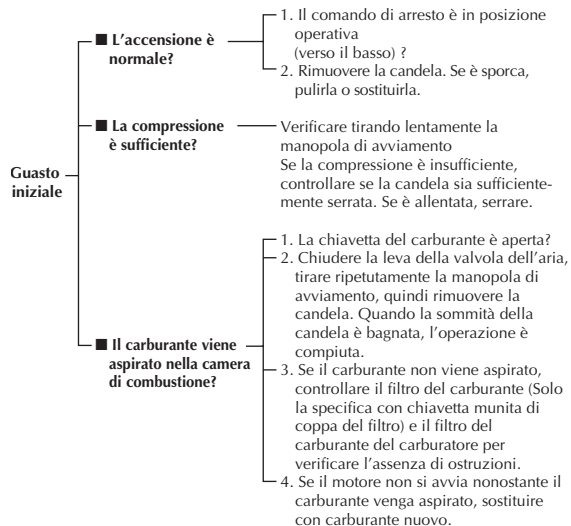 Guasto
iniziale
■ L'accensione è
normale?
1. Il comando di arresto è in posizione
operativa
(verso il basso) ?
2. Rimuovere la candela. Se è sporca,
pulirla o sostituirla.
■ La compressione
è sufficiente?
Verificare tirando lentamente la
manopola di avviamento
Se la compressione è insufficiente,
controllare se la candela sia sufficiente-
mente serrata. Se è allentata, serrare.
■ Il carburante viene
aspirato nella camera
di combustione?
1. La chiavetta del carburante è aperta?
2. Chiudere la leva della valvola dell'aria,
tirare ripetutamente la manopola di
avviamento, quindi rimuovere la
candela. Quando la sommità della
candela è bagnata, l'operazione è
compiuta.
3. Se il carburante non viene aspirato,
controllare il filtro del carburante (Solo
la specifica con chiavetta munita di
coppa del filtro) e il filtro del
carburante del carburatore per
verificare l'assenza di ostruzioni.
4. Se il motore non si avvia nonostante il
carburante venga aspirato, sostituire
con carburante nuovo.